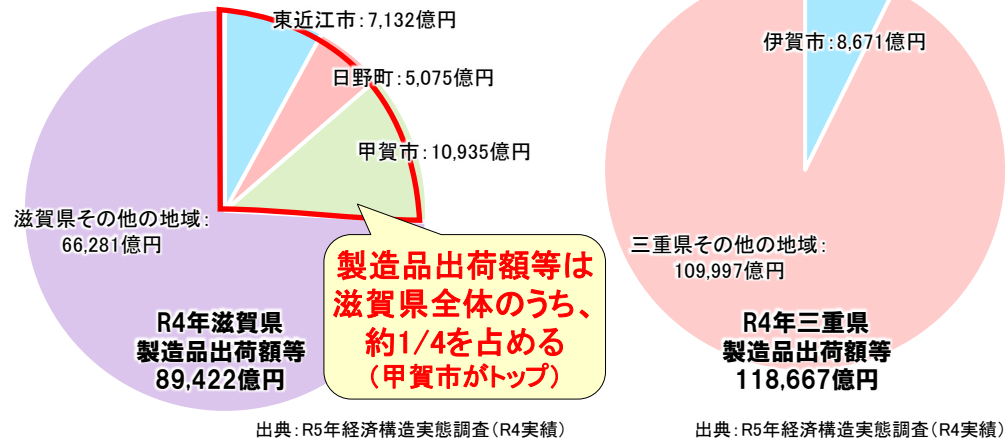 東近江市：7,132億円
日野町：5,075億円
甲賀市：10,935億円
滋賀県その他の地域：
66,281億円
製造品出荷額等は
滋賀県全体のうち、
約1/4を占める
（甲賀市がトップ）
R4年滋賀県
製造品出荷額等
89,422億円
出典：R5年経済構造実態調査（R4実績）
伊賀市：8,671億円
三重県その他の地域：
109,997億円
R4年三重県
製造品出荷額等
118,667億円
出典：R5年経済構造実態調査（R4実績）